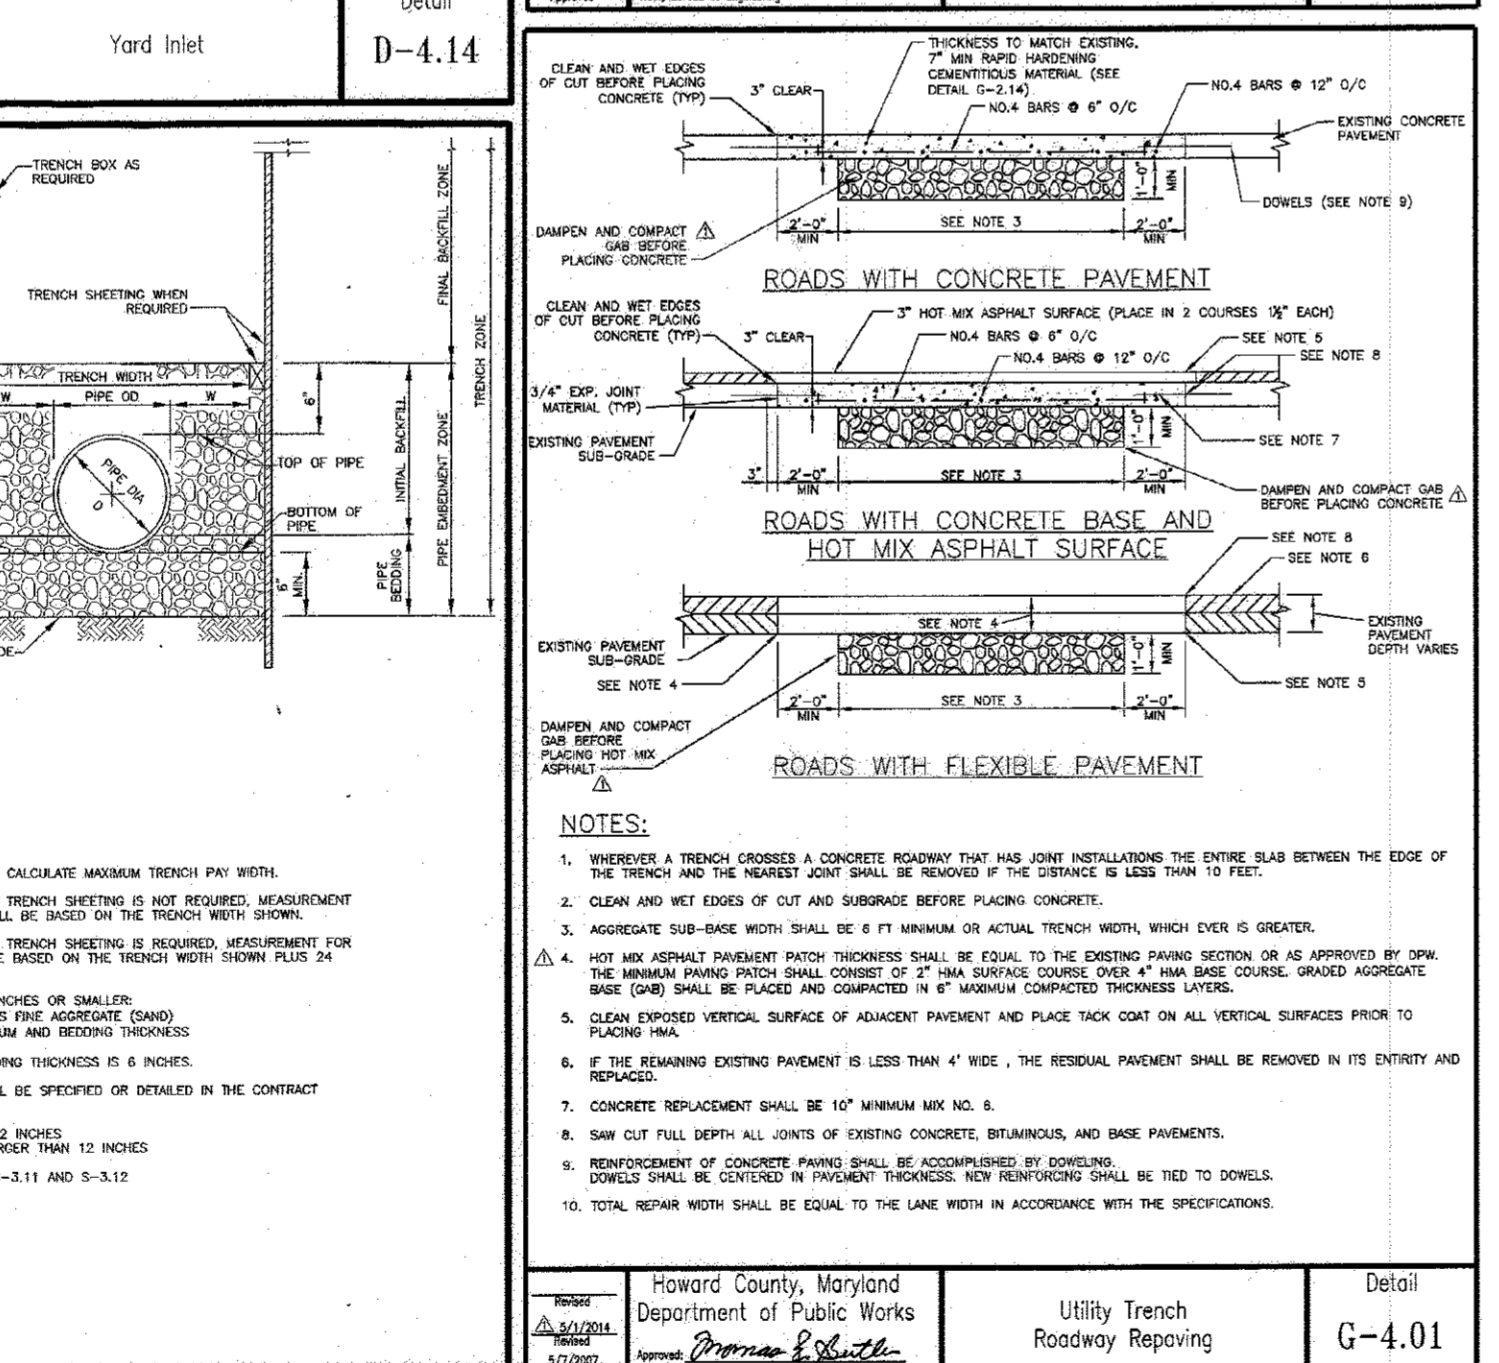 Detail
Yard Inlet
D-4.14
TRENCH BOX AS
REQUIRED
TRENCH SHEETING WHEN
REQUIRED
TRENCH WIDTH
W
PIPE OD
W
6"
TOP OF PIPE
PIPE DIA
D
BOTTOM OF
PIPE
6"
MIN.
FINAL BACKFILL ZONE
TRENCH ZONE
INITIAL BACKFILL
PIPE EMBEDMENT ZONE
PIPE
BEDDING
CALCULATE MAXIMUM TRENCH PAY WIDTH.
TRENCH SHEETING IS NOT REQUIRED, MEASUREMENT
BE BASED ON THE TRENCH WIDTH SHOWN.
TRENCH SHEETING IS REQUIRED, MEASUREMENT FOR
BASED ON THE TRENCH WIDTH SHOWN PLUS 24
INCHES OR SMALLER:
FINE AGGREGATE (SAND)
AND BEDDING THICKNESS
THICKNESS IS 6 INCHES.
BE SPECIFIED OR DETAILED IN THE CONTRACT
2 INCHES
THAN 12 INCHES
-3.11 AND S-3.12
THICKNESS TO MATCH EXISTING.
7" MIN RAPID HARDENING
CEMENTITIOUS MATERIAL (SEE
DETAIL G-2.14)
CLEAN AND WET EDGES
OF CUT BEFORE PLACING
CONCRETE (TYP)
3" CLEAR
NO.4 BARS @ 6" O/C
NO.4 BARS @ 12" O/C
EXISTING CONCRETE
PAVEMENT
1'-0"
MIN
DOWELS (SEE NOTE 9)
DAMPEN AND COMPACT
GAB BEFORE
PLACING CONCRETE
2'-0"
MIN
SEE NOTE 3
2'-0"
MIN
ROADS WITH CONCRETE PAVEMENT
CLEAN AND WET EDGES
OF CUT BEFORE PLACING
CONCRETE (TYP)
3" CLEAR
3" HOT MIX ASPHALT SURFACE (PLACE IN 2 COURSES 1½" EACH)
NO.4 BARS @ 6" O/C
NO.4 BARS @ 12" O/C
SEE NOTE 5
SEE NOTE 8
3/4" EXP. JOINT
MATERIAL (TYP)
EXISTING PAVEMENT
SUB-GRADE
1'-0"
MIN
SEE NOTE 7
3"
2'-0"
MIN
SEE NOTE 3
2'-0"
MIN
DAMPEN AND COMPACT GAB
BEFORE PLACING CONCRETE
ROADS WITH CONCRETE BASE AND
HOT MIX ASPHALT SURFACE
SEE NOTE 8
SEE NOTE 6
SEE NOTE 4
EXISTING
PAVEMENT
DEPTH VARIES
EXISTING PAVEMENT
SUB-GRADE
SEE NOTE 4
1'-0"
MIN
SEE NOTE 5
2'-0"
MIN
SEE NOTE 3
2'-0"
MIN
DAMPEN AND COMPACT
GAB BEFORE
PLACING HOT MIX
ASPHALT
ROADS WITH FLEXIBLE PAVEMENT
NOTES:
1. WHEREVER A TRENCH CROSSES A CONCRETE ROADWAY THAT HAS JOINT INSTALLATIONS THE ENTIRE SLAB BETWEEN THE EDGE OF
THE TRENCH AND THE NEAREST JOINT SHALL BE REMOVED IF THE DISTANCE IS LESS THAN 10 FEET.
2. CLEAN AND WET EDGES OF CUT AND SUBGRADE BEFORE PLACING CONCRETE.
3. AGGREGATE SUB-BASE WIDTH SHALL BE 6 FT MINIMUM OR ACTUAL TRENCH WIDTH, WHICH EVER IS GREATER.
1 4. HOT MIX ASPHALT PAVEMENT PATCH THICKNESS SHALL BE EQUAL TO THE EXISTING PAVING SECTION OR AS APPROVED BY DPW.
THE MINIMUM PAVING PATCH SHALL CONSIST OF 2" HMA SURFACE COURSE OVER 4" HMA BASE COURSE. GRADED AGGREGATE
BASE (GAB) SHALL BE PLACED AND COMPACTED IN 6" MAXIMUM COMPACTED THICKNESS LAYERS.
5. CLEAN EXPOSED VERTICAL SURFACE OF ADJACENT PAVEMENT AND PLACE TACK COAT ON ALL VERTICAL SURFACES PRIOR TO
PLACING HMA.
6. IF THE REMAINING EXISTING PAVEMENT IS LESS THAN 4' WIDE , THE RESIDUAL PAVEMENT SHALL BE REMOVED IN ITS ENTIRITY AND
REPLACED.
7. CONCRETE REPLACEMENT SHALL BE 10" MINIMUM MIX NO. 6.
8. SAW CUT FULL DEPTH ALL JOINTS OF EXISTING CONCRETE, BITUMINOUS, AND BASE PAVEMENTS.
9. REINFORCEMENT OF CONCRETE PAVING SHALL BE ACCOMPLISHED BY DOWELING.
DOWELS SHALL BE CENTERED IN PAVEMENT THICKNESS. NEW REINFORCING SHALL BE TIED TO DOWELS.
10. TOTAL REPAIR WIDTH SHALL BE EQUAL TO THE LANE WIDTH IN ACCORDANCE WITH THE SPECIFICATIONS.
Revised
1 5/1/2014
Revised
5/7/2007
Howard County, Maryland
Department of Public Works
Approved: Thomas E. Butler
Utility Trench
Roadway Repaving
Detail
G-4.01